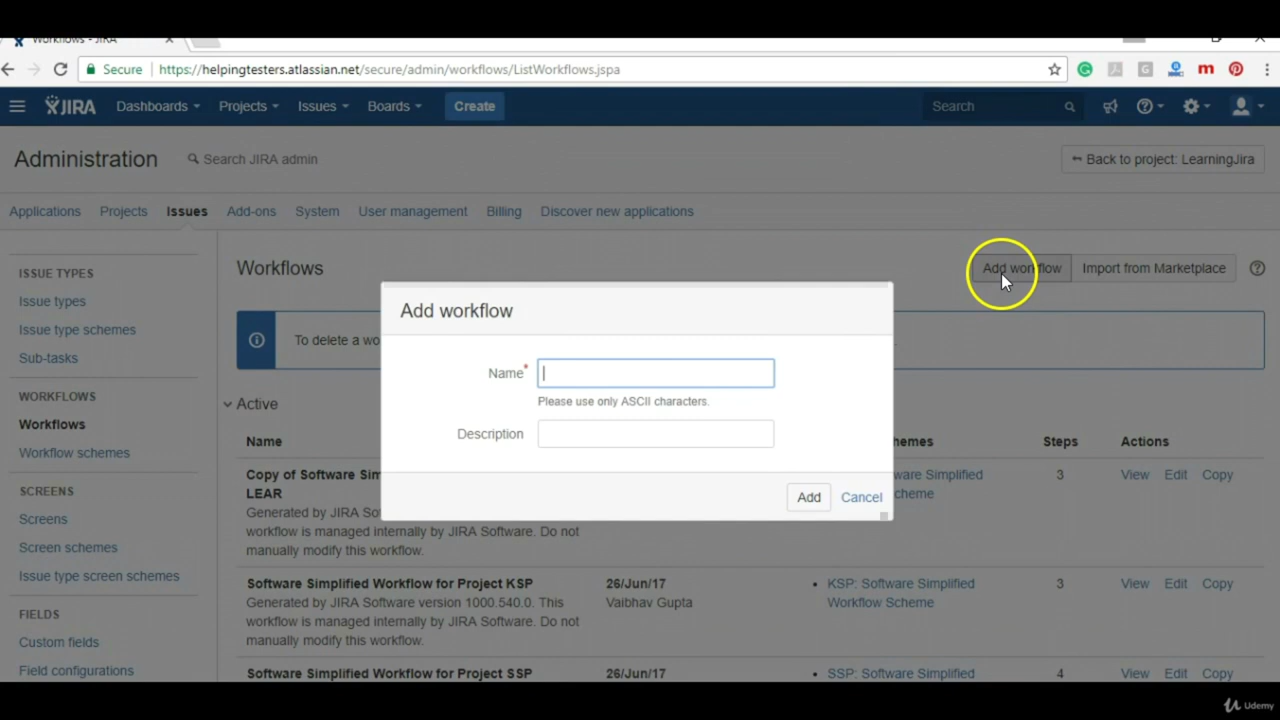 Workflows - JIRA
Secure https://helpingtesters.atlassian.net/secure/admin/workflows/ListWorkflows.jspa
JIRA Dashboards Projects Issues Boards Create Search
Administration Search JIRA admin Back to project: LearningJira
Applications Projects Issues Add-ons System User management Billing Discover new applications
ISSUE TYPES
Issue types
Issue type schemes
Sub-tasks
WORKFLOWS
Workflows
Workflow schemes
SCREENS
Screens
Screen schemes
Issue type screen schemes
FIELDS
Custom fields
Field configurations
Workflows Add workflow Import from Marketplace
To delete a wo
Active
Name hemes Steps Actions
Copy of Software Sim ware Simplified 3 View Edit Copy
LEAR cheme
Generated by JIRA Sof
workflow is managed internally by JIRA Software. Do not
manually modify this workflow.
Software Simplified Workflow for Project KSP 26/Jun/17 KSP: Software Simplified 3 View Edit Copy
Generated by JIRA Software version 1000.540.0. This Vaibhav Gupta Workflow Scheme
workflow is managed internally by JIRA Software. Do not
manually modify this workflow.
Software Simplified Workflow for Project SSP 26/Jun/17 SSP: Software Simplified 4 View Edit Copy
Add workflow
Name*
Please use only ASCII characters.
Description
Add Cancel
Udemy